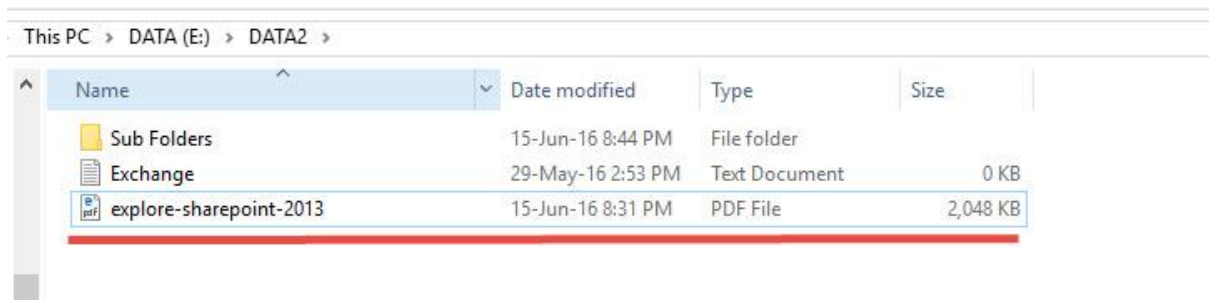 This PC > DATA (E:) > DATA2 >
Name Date modified Type Size
Sub Folders 15-Jun-16 8:44 PM File folder
Exchange 29-May-16 2:53 PM Text Document 0 KB
explore-sharepoint-2013 15-Jun-16 8:31 PM PDF File 2,048 KB